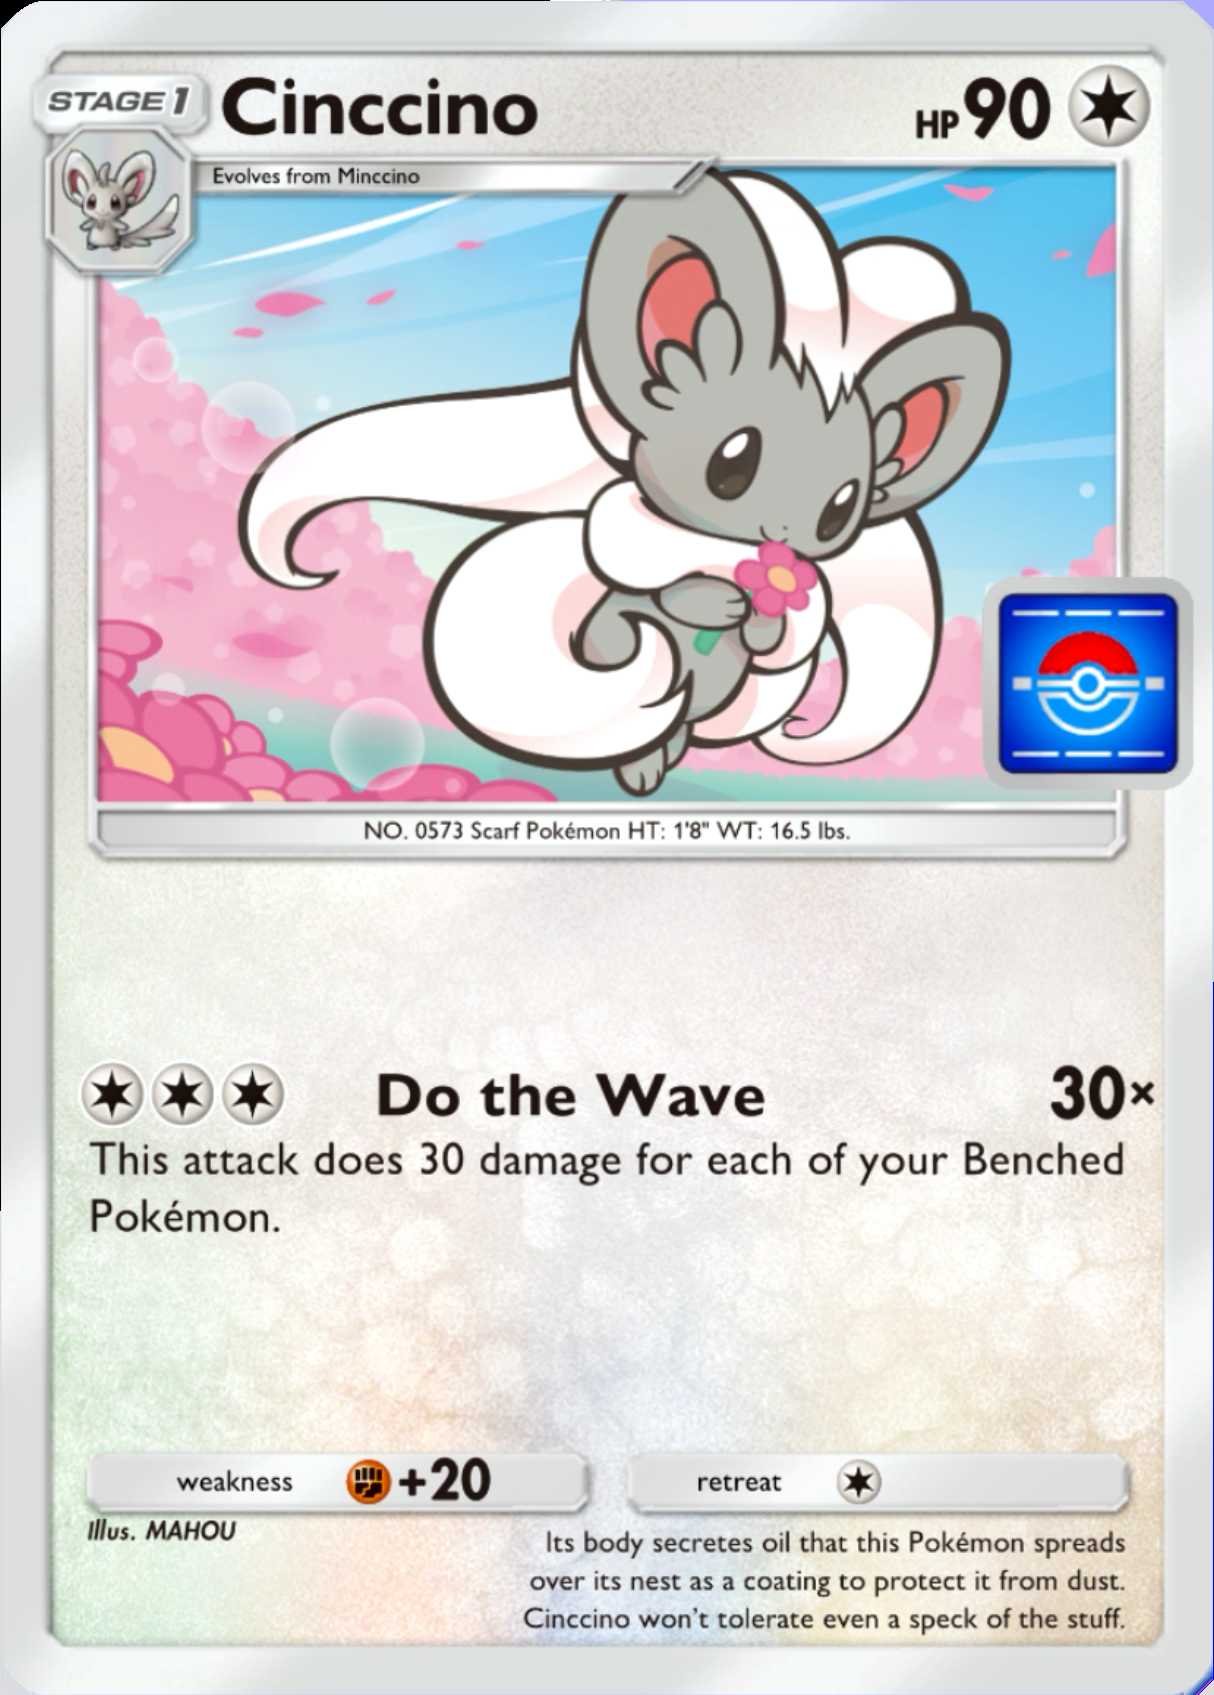 STAGE 1
Cinccino
HP 90
Evolves from Minccino
NO. 0573 Scarf Pokémon HT: 1'8" WT: 16.5 lbs.
Do the Wave 30×
This attack does 30 damage for each of your Benched
Pokémon.
weakness +20
retreat
Illus. MAHOU
Its body secretes oil that this Pokémon spreads
over its nest as a coating to protect it from dust.
Cinccino won't tolerate even a speck of the stuff.